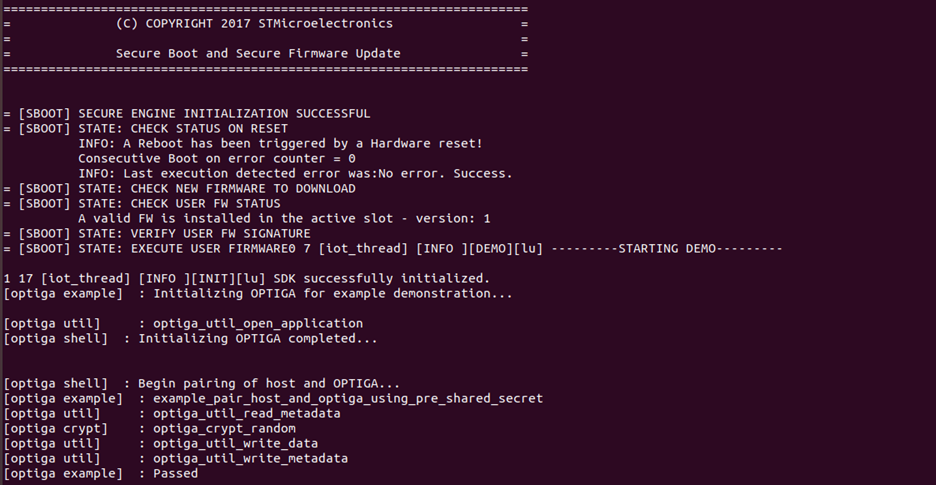 ======================================================================
=              (C) COPYRIGHT 2017 STMicroelectronics                 =
=                                                                    =
=              Secure Boot and Secure Firmware Update                =
======================================================================
= [SBOOT] SECURE ENGINE INITIALIZATION SUCCESSFUL
= [SBOOT] STATE: CHECK STATUS ON RESET
          INFO: A Reboot has been triggered by a Hardware reset!
          Consecutive Boot on error counter = 0
          INFO: Last execution detected error was:No error. Success.
= [SBOOT] STATE: CHECK NEW FIRMWARE TO DOWNLOAD
= [SBOOT] STATE: CHECK USER FW STATUS
          A valid FW is installed in the active slot - version: 1
= [SBOOT] STATE: VERIFY USER FW SIGNATURE
= [SBOOT] STATE: EXECUTE USER FIRMWARE0 7 [iot_thread] [INFO ][DEMO][lu] ---------STARTING DEMO---------
1 17 [iot_thread] [INFO ][INIT][lu] SDK successfully initialized.
[optiga example]  : Initializing OPTIGA for example demonstration...
[optiga util]     : optiga_util_open_application
[optiga shell]  : Initializing OPTIGA completed...
[optiga shell]  : Begin pairing of host and OPTIGA...
[optiga example]  : example_pair_host_and_optiga_using_pre_shared_secret
[optiga util]     : optiga_util_read_metadata
[optiga crypt]    : optiga_crypt_random
[optiga util]     : optiga_util_write_data
[optiga util]     : optiga_util_write_metadata
[optiga example]  : Passed